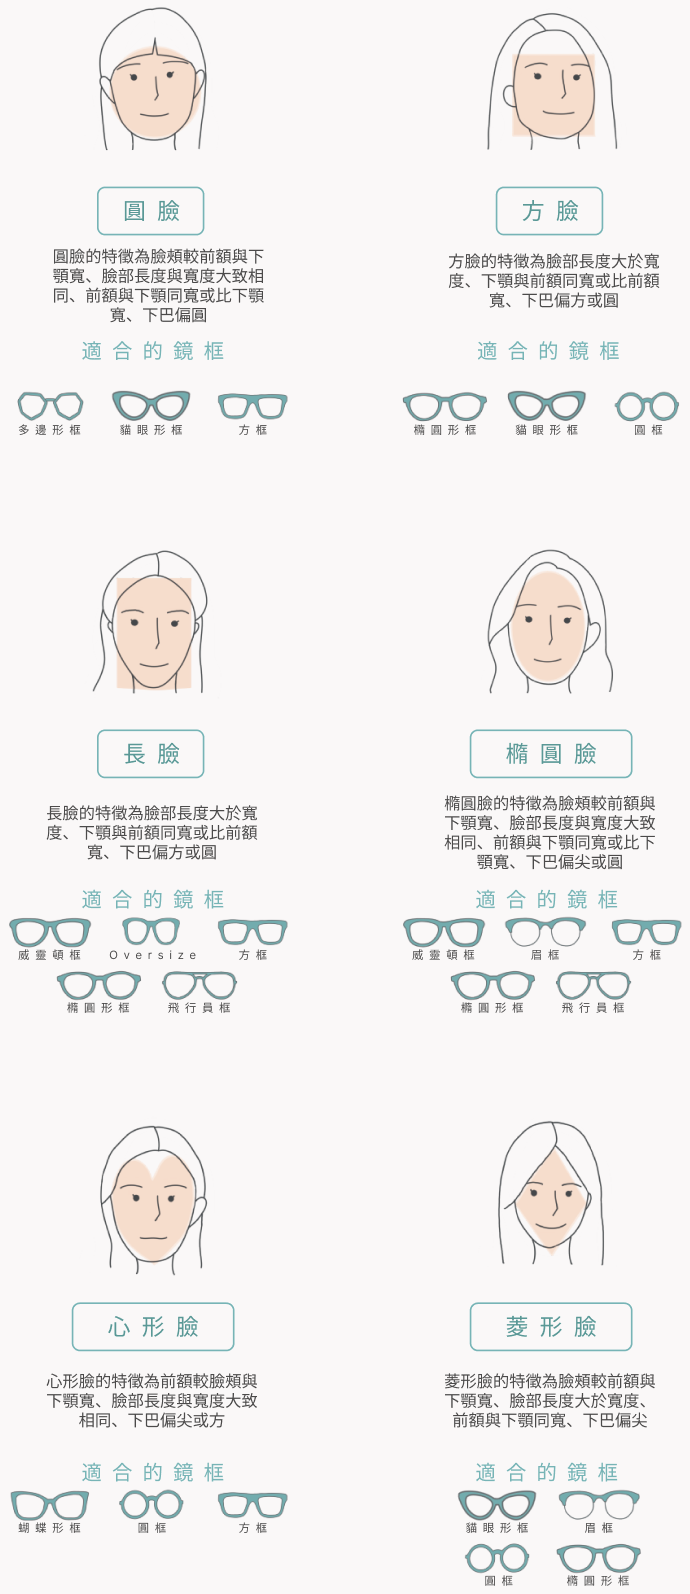 圓臉
圓臉的特徵為臉頰較前額與下
顎寬、臉部長度與寬度大致相
同、前額與下顎同寬或比下顎
寬、下巴偏圓
適合的鏡框
多邊形框
貓眼形框
方框
方臉
方臉的特徵為臉部長度大於寬
度、下顎與前額同寬或比前額
寬、下巴偏方或圓
適合的鏡框
橢圓形框
貓眼形框
圓框
長臉
長臉的特徵為臉部長度大於寬
度、下顎與前額同寬或比前額
寬、下巴偏方或圓
適合的鏡框
威靈頓框
Oversize
方框
橢圓形框
飛行員框
橢圓臉
橢圓臉的特徵為臉頰較前額與
下顎寬、臉部長度與寬度大致
相同、前額與下顎同寬或比下
顎寬、下巴偏尖或圓
適合的鏡框
威靈頓框
眉框
方框
橢圓形框
飛行員框
心形臉
心形臉的特徵為前額較臉頰與
下顎寬、臉部長度與寬度大致
相同、下巴偏尖或方
適合的鏡框
蝴蝶形框
圓框
方框
菱形臉
菱形臉的特徵為臉頰較前額與
下顎寬、臉部長度大於寬度、
前額與下顎同寬、下巴偏尖
適合的鏡框
貓眼形框
眉框
圓框
橢圓形框